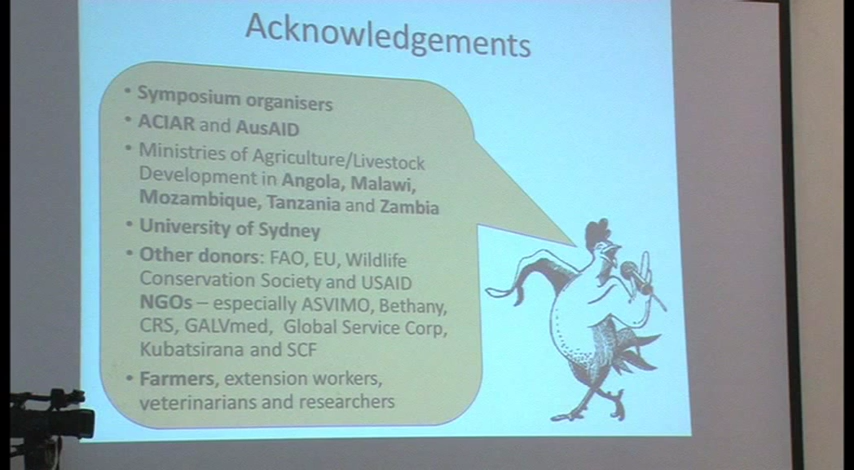 Acknowledgements
• Symposium organisers
• ACIAR and AusAID
• Ministries of Agriculture/Livestock
Development in Angola, Malawi,
Mozambique, Tanzania and Zambia
• University of Sydney
• Other donors: FAO, EU, Wildlife
Conservation Society and USAID
NGOs – especially ASVIMO, Bethany,
CRS, GALVmed, Global Service Corp,
Kubatsirana and SCF
• Farmers, extension workers,
veterinarians and researchers